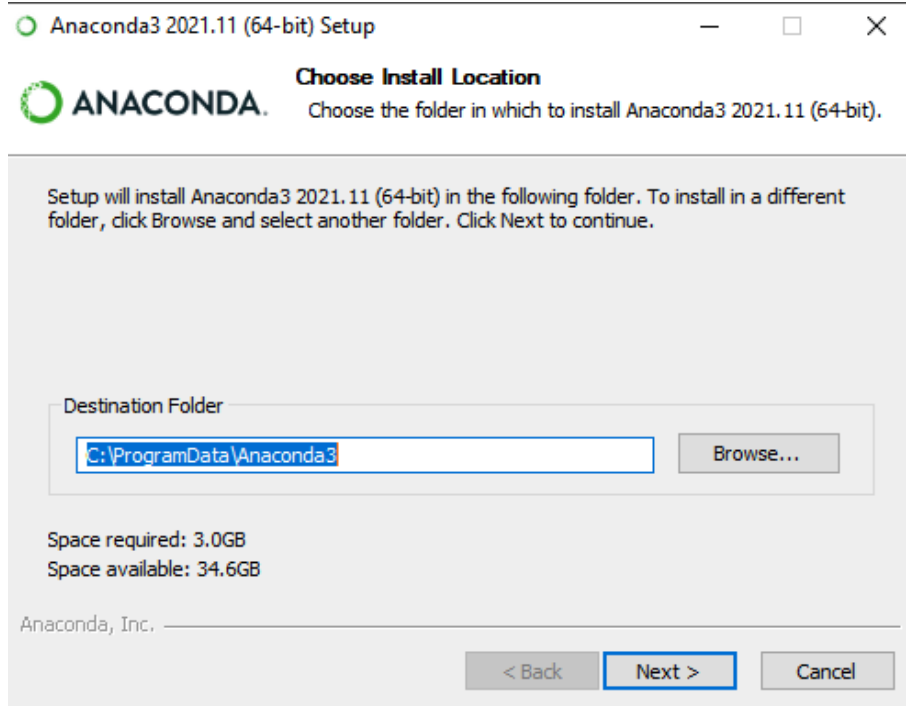 Anaconda3 2021.11 (64-bit) Setup
ANACONDA.
Choose Install Location
Choose the folder in which to install Anaconda3 2021.11 (64-bit).
Setup will install Anaconda3 2021.11 (64-bit) in the following folder. To install in a different
folder, click Browse and select another folder. Click Next to continue.
Destination Folder
C:\ProgramData\Anaconda3
Browse...
Space required: 3.0GB
Space available: 34.6GB
Anaconda, Inc.
< Back
Next >
Cancel